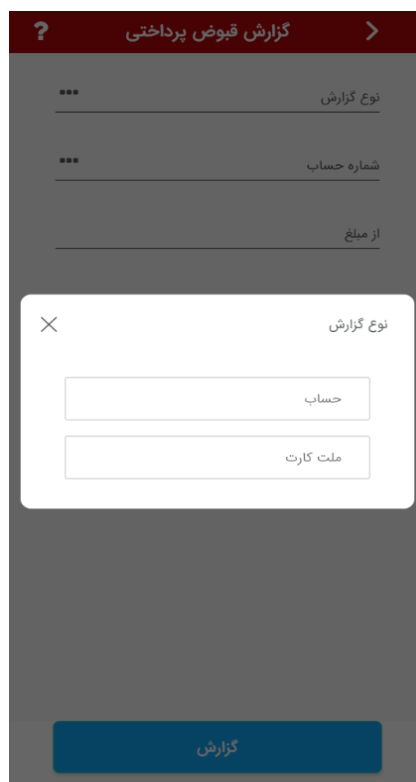 گزارش قبوض پرداختی ?
نوع گزارش
شماره حساب
از مبلغ
نوع گزارش
حساب
ملت کارت
گزارش